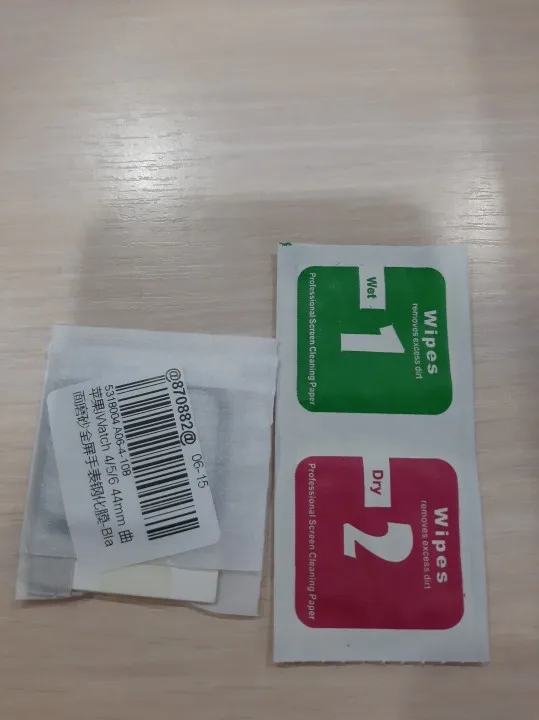 @870882@ 06-15
5318004 A06-4-108
苹果iWatch 4/5/6 44mm 曲
面磨砂全屏手表钢化膜-Bla
Wipes
removes excess dirt
Wet
1
Professional Screen Cleaning Paper
Wipes
removes excess dirt
Dry
2
Professional Screen Cleaning Paper